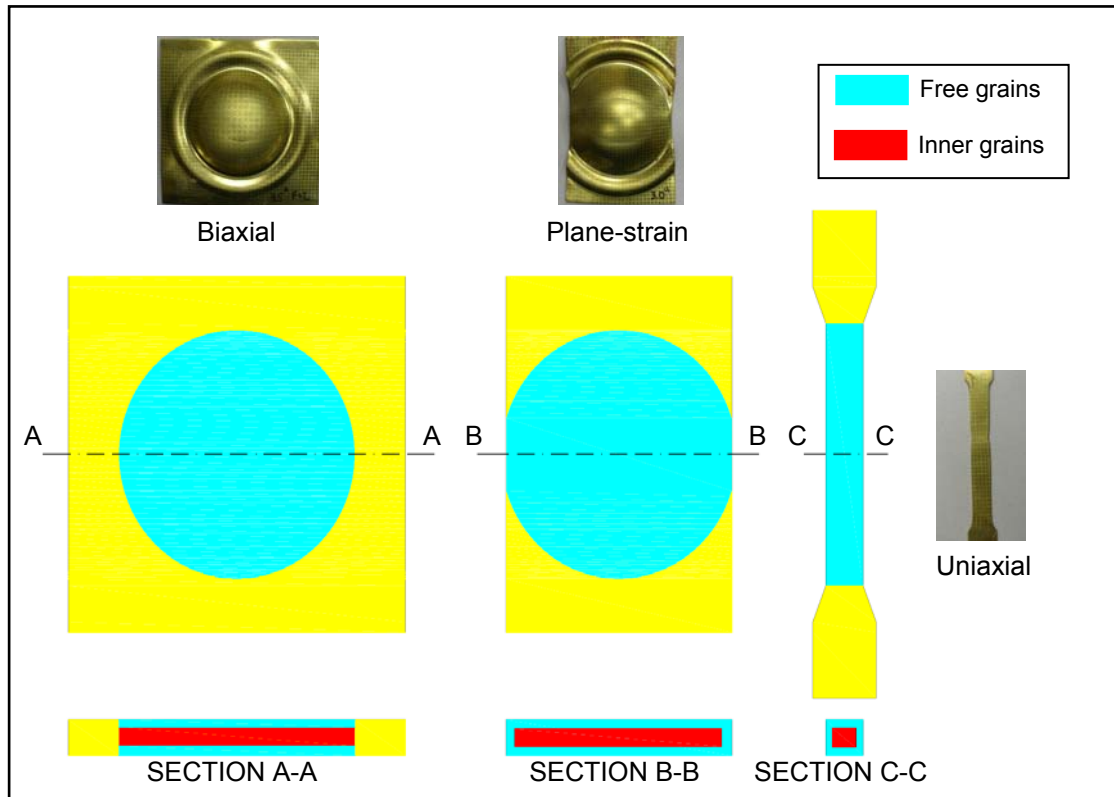 Free grains
Inner grains
Biaxial
Plane-strain
A
A
B
B
C
C
Uniaxial
SECTION A-A
SECTION B-B
SECTION C-C